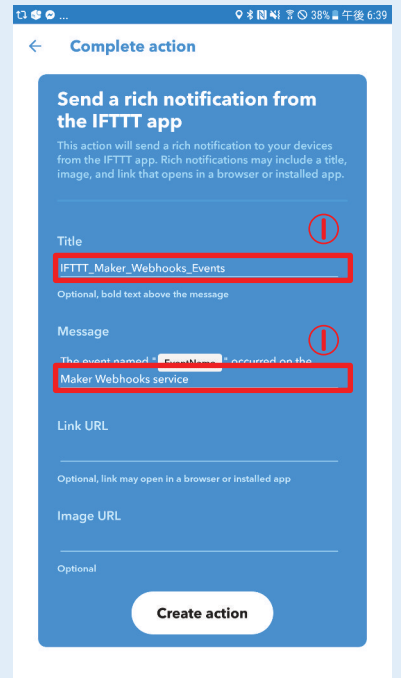 ... 38% 午後 6:39
Complete action
Send a rich notification from
the IFTTT app
This action will send a rich notification to your devices
from the IFTTT app. Rich notifications may include a title,
image, and link that opens in a browser or installed app.
①
Title
IFTTT_Maker_Webhooks_Events
Optional, bold text above the message
Message
①
The event named " EventName " occurred on the
Maker Webhooks service
Link URL
Optional, link may open in a browser or installed app
Image URL
Optional
Create action